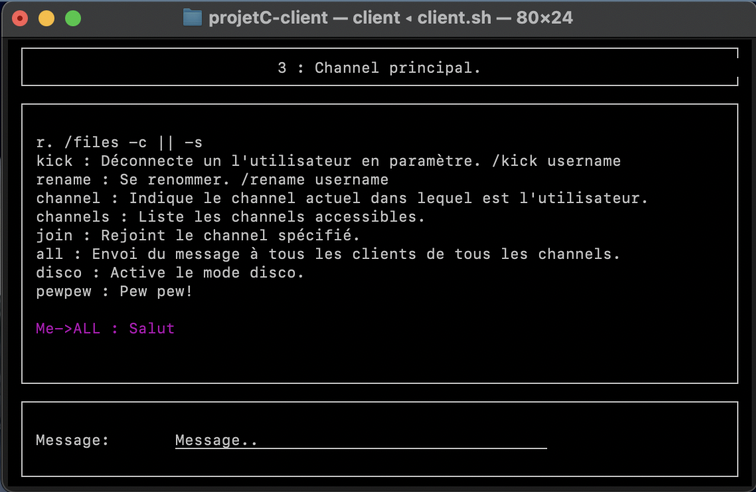 projetC-client — client ◂ client.sh — 80×24
3 : Channel principal.
r. /files -c || -s
kick : Déconnecte un l'utilisateur en paramètre. /kick username
rename : Se renommer. /rename username
channel : Indique le channel actuel dans lequel est l'utilisateur.
channels : Liste les channels accessibles.
join : Rejoint le channel spécifié.
all : Envoi du message à tous les clients de tous les channels.
disco : Active le mode disco.
pewpew : Pew pew!
Me->ALL : Salut
Message: Message..